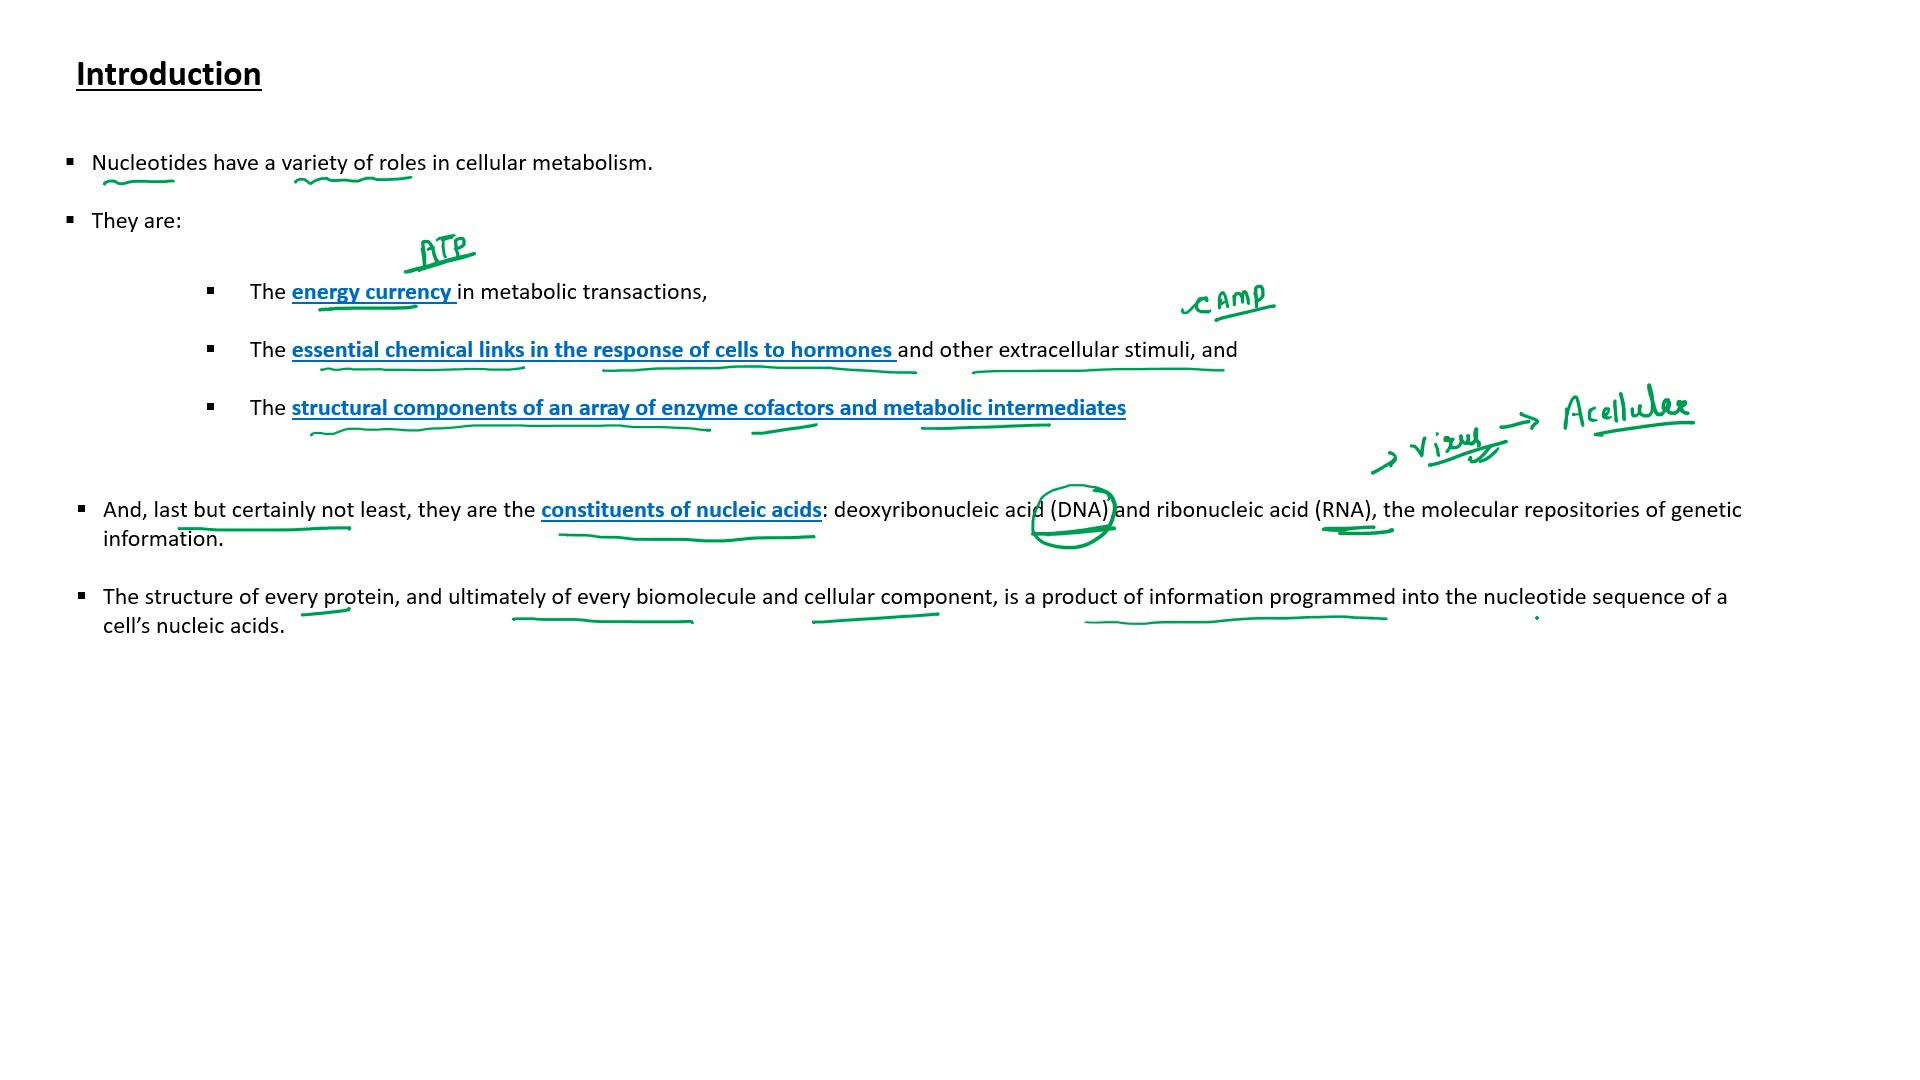 Introduction
▪ Nucleotides have a variety of roles in cellular metabolism.
▪ They are:
ATP
▪ The energy currency in metabolic transactions,
cAMP
▪ The essential chemical links in the response of cells to hormones and other extracellular stimuli, and
▪ The structural components of an array of enzyme cofactors and metabolic intermediates
→ virus → Acellular
▪ And, last but certainly not least, they are the constituents of nucleic acids: deoxyribonucleic acid (DNA) and ribonucleic acid (RNA), the molecular repositories of genetic
information.
▪ The structure of every protein, and ultimately of every biomolecule and cellular component, is a product of information programmed into the nucleotide sequence of a
cell’s nucleic acids.